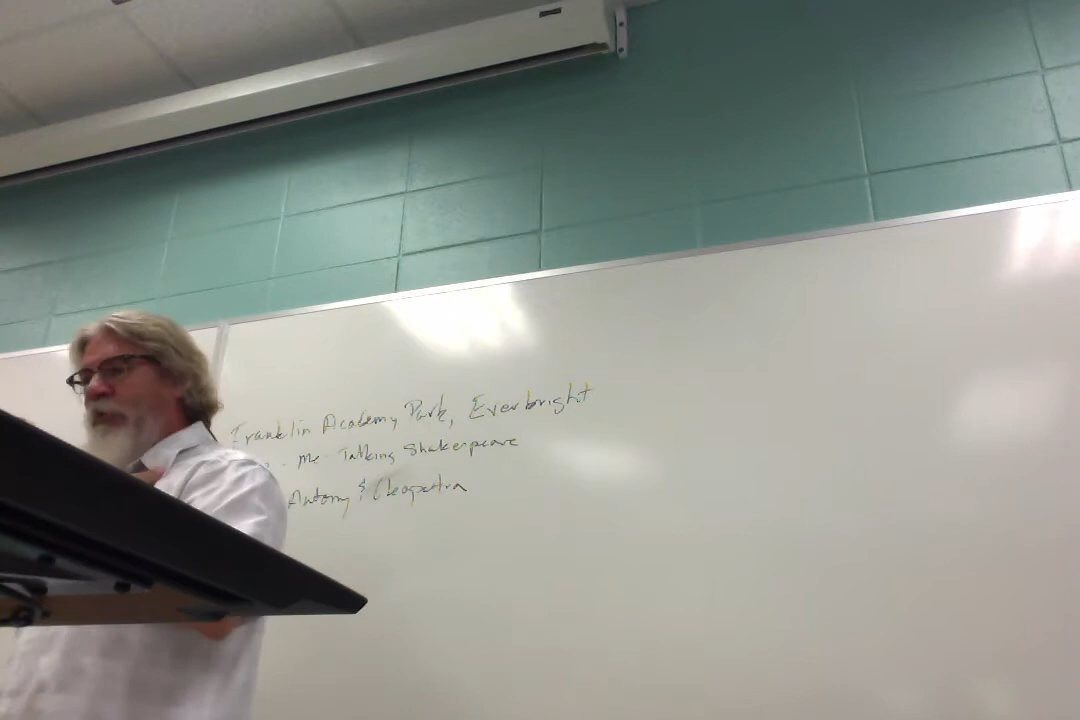 Franklin Academy Park, Everbright
- Me Talking Shakespeare
Antony & Cleopatra